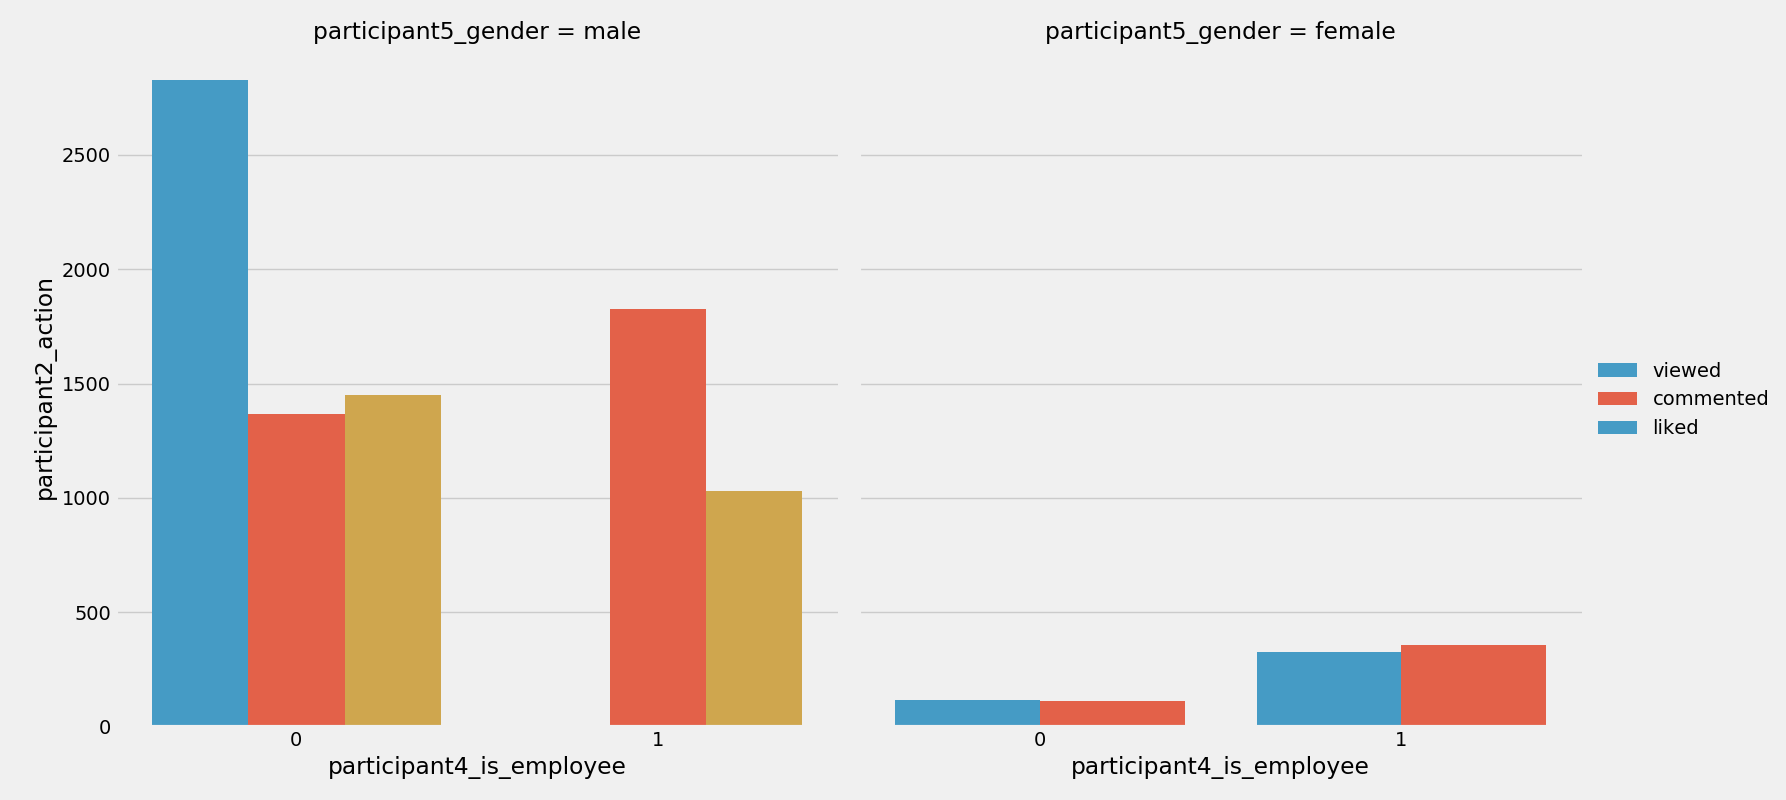 participant5_gender = male
participant5_gender = female
participant2_action
2500
2000
1500
1000
500
0
0
1
0
1
participant4_is_employee
participant4_is_employee
viewed
commented
liked